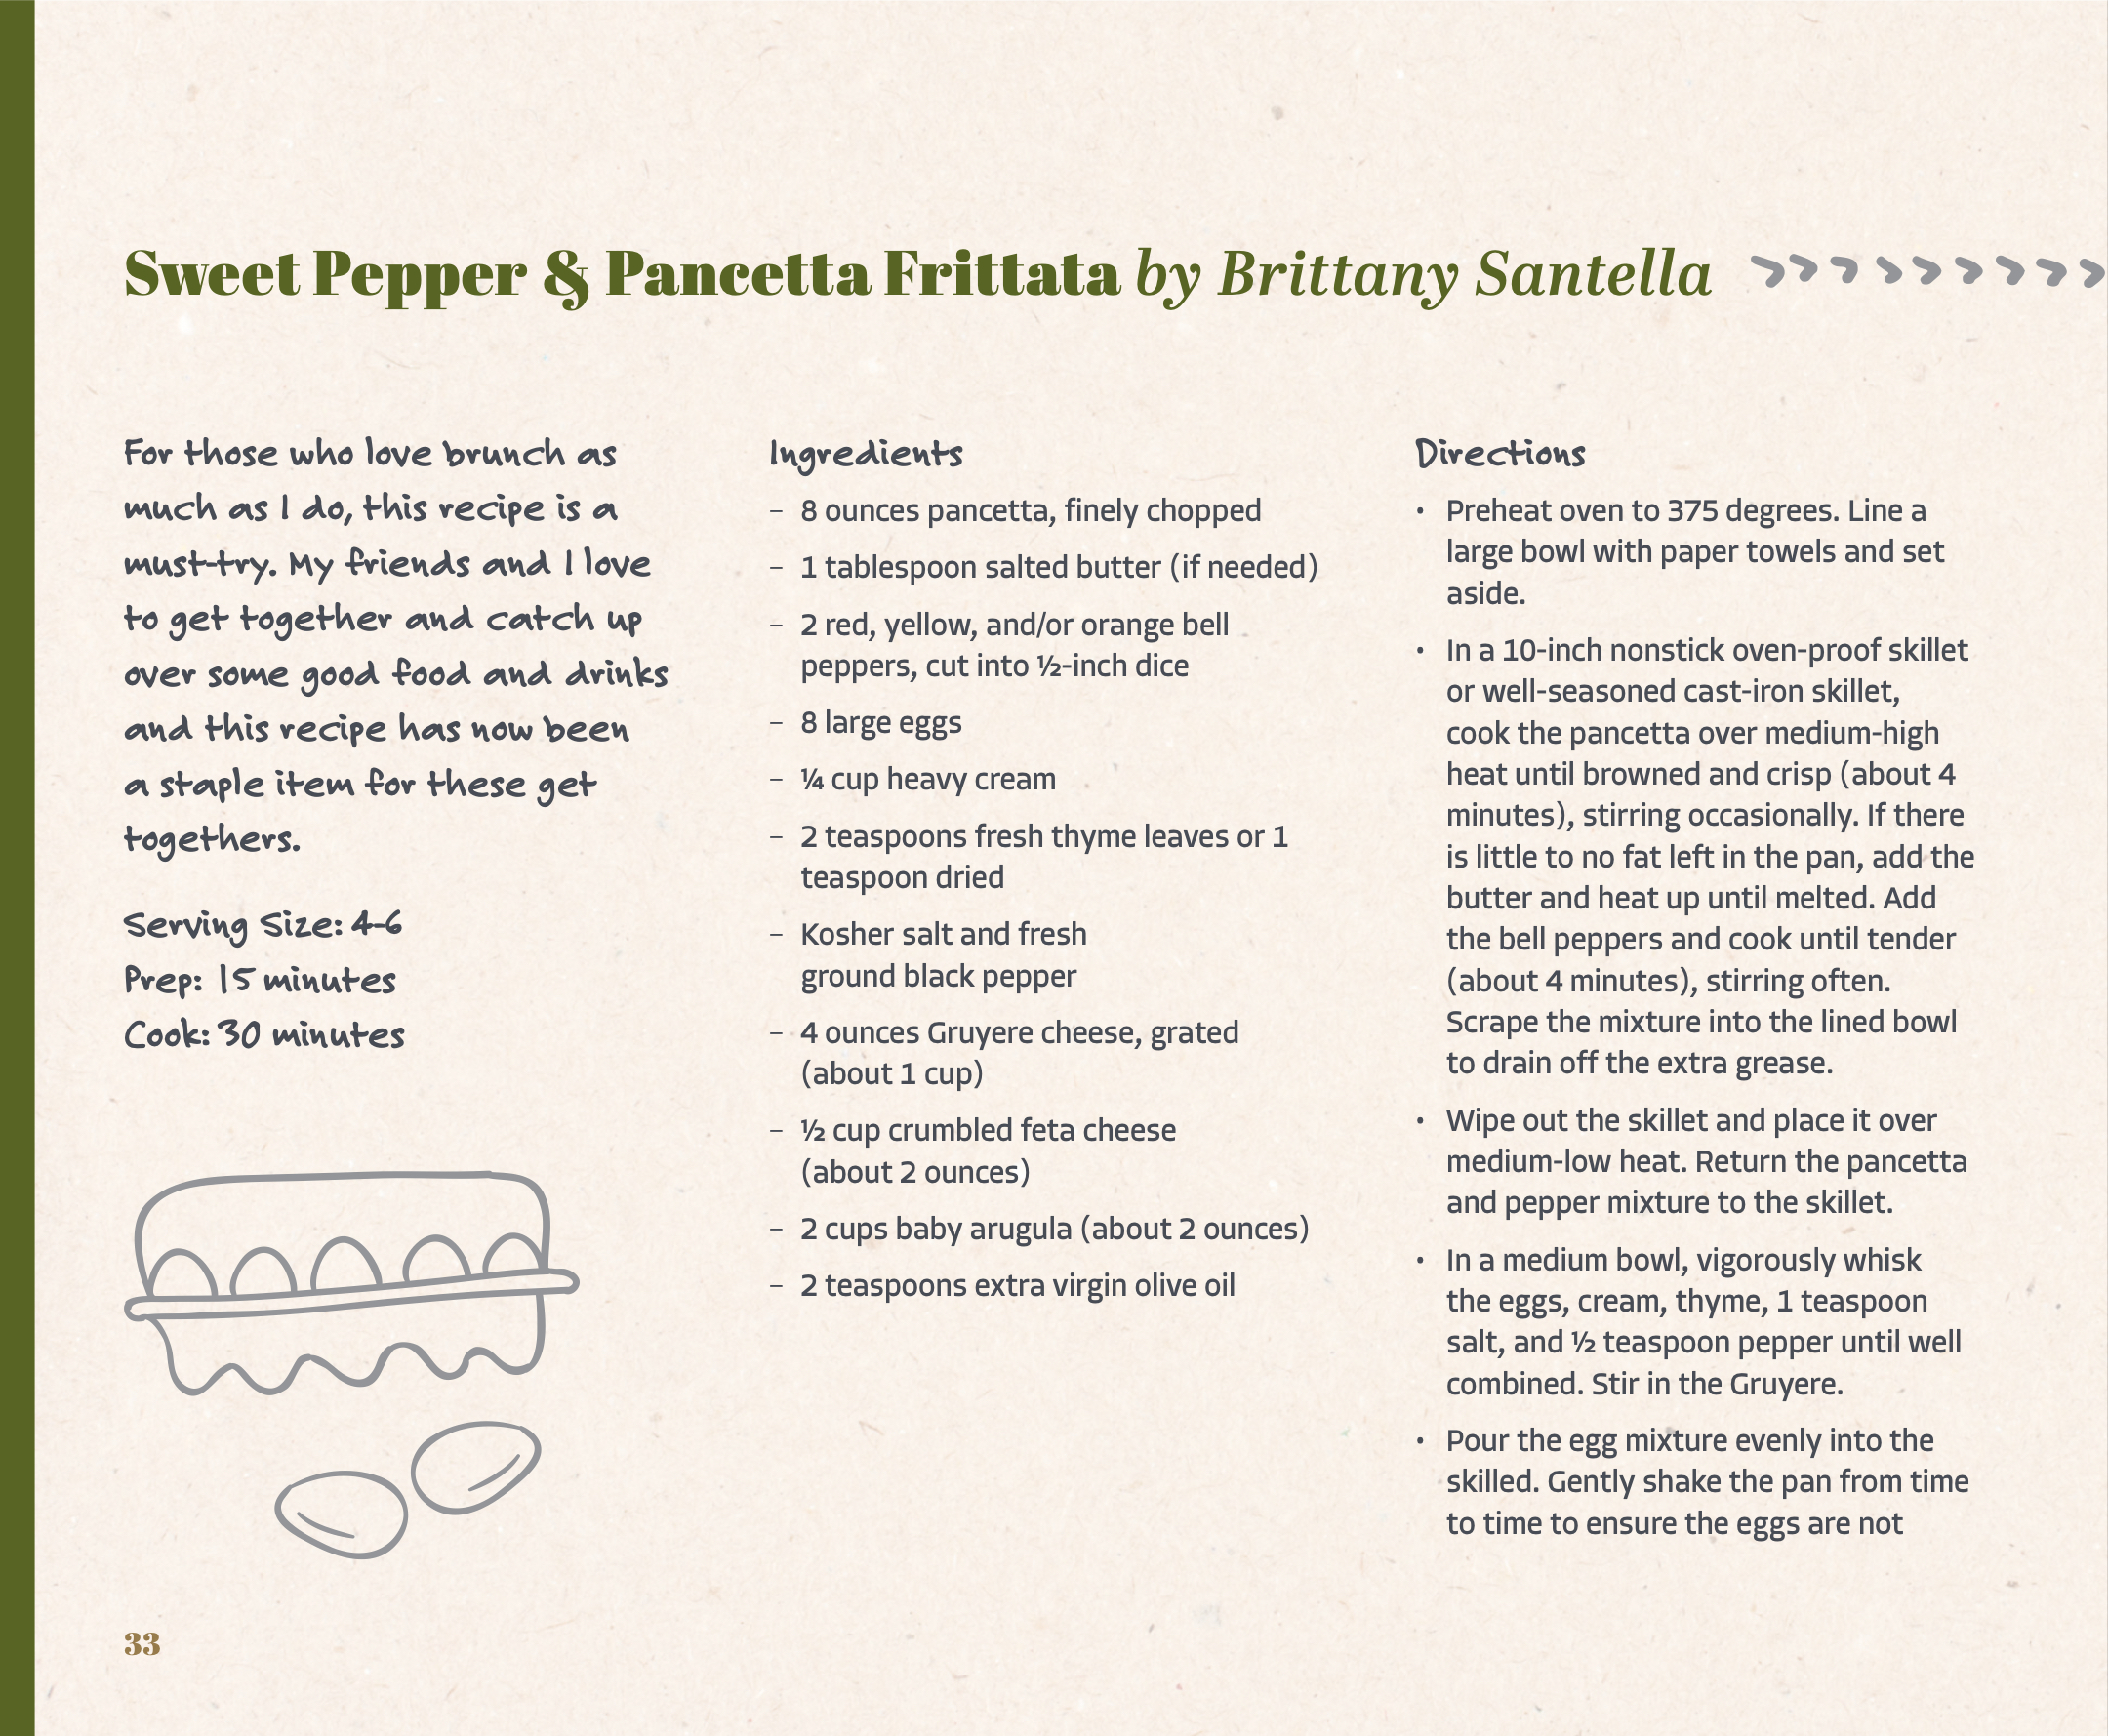 Sweet Pepper & Pancetta Frittata by Brittany Santella
For those who love brunch as
much as I do, this recipe is a
must-try. My friends and I love
to get together and catch up
over some good food and drinks
and this recipe has now been
a staple item for these get
togethers.
Serving Size: 4-6
Prep: 15 minutes
Cook: 30 minutes
Ingredients
– 8 ounces pancetta, finely chopped
– 1 tablespoon salted butter (if needed)
– 2 red, yellow, and/or orange bell
peppers, cut into ½-inch dice
– 8 large eggs
– ¼ cup heavy cream
– 2 teaspoons fresh thyme leaves or 1
teaspoon dried
– Kosher salt and fresh
ground black pepper
– 4 ounces Gruyere cheese, grated
(about 1 cup)
– ½ cup crumbled feta cheese
(about 2 ounces)
– 2 cups baby arugula (about 2 ounces)
– 2 teaspoons extra virgin olive oil
Directions
• Preheat oven to 375 degrees. Line a
large bowl with paper towels and set
aside.
• In a 10-inch nonstick oven-proof skillet
or well-seasoned cast-iron skillet,
cook the pancetta over medium-high
heat until browned and crisp (about 4
minutes), stirring occasionally. If there
is little to no fat left in the pan, add the
butter and heat up until melted. Add
the bell peppers and cook until tender
(about 4 minutes), stirring often.
Scrape the mixture into the lined bowl
to drain off the extra grease.
• Wipe out the skillet and place it over
medium-low heat. Return the pancetta
and pepper mixture to the skillet.
• In a medium bowl, vigorously whisk
the eggs, cream, thyme, 1 teaspoon
salt, and ½ teaspoon pepper until well
combined. Stir in the Gruyere.
• Pour the egg mixture evenly into the
skilled. Gently shake the pan from time
to time to ensure the eggs are not
33